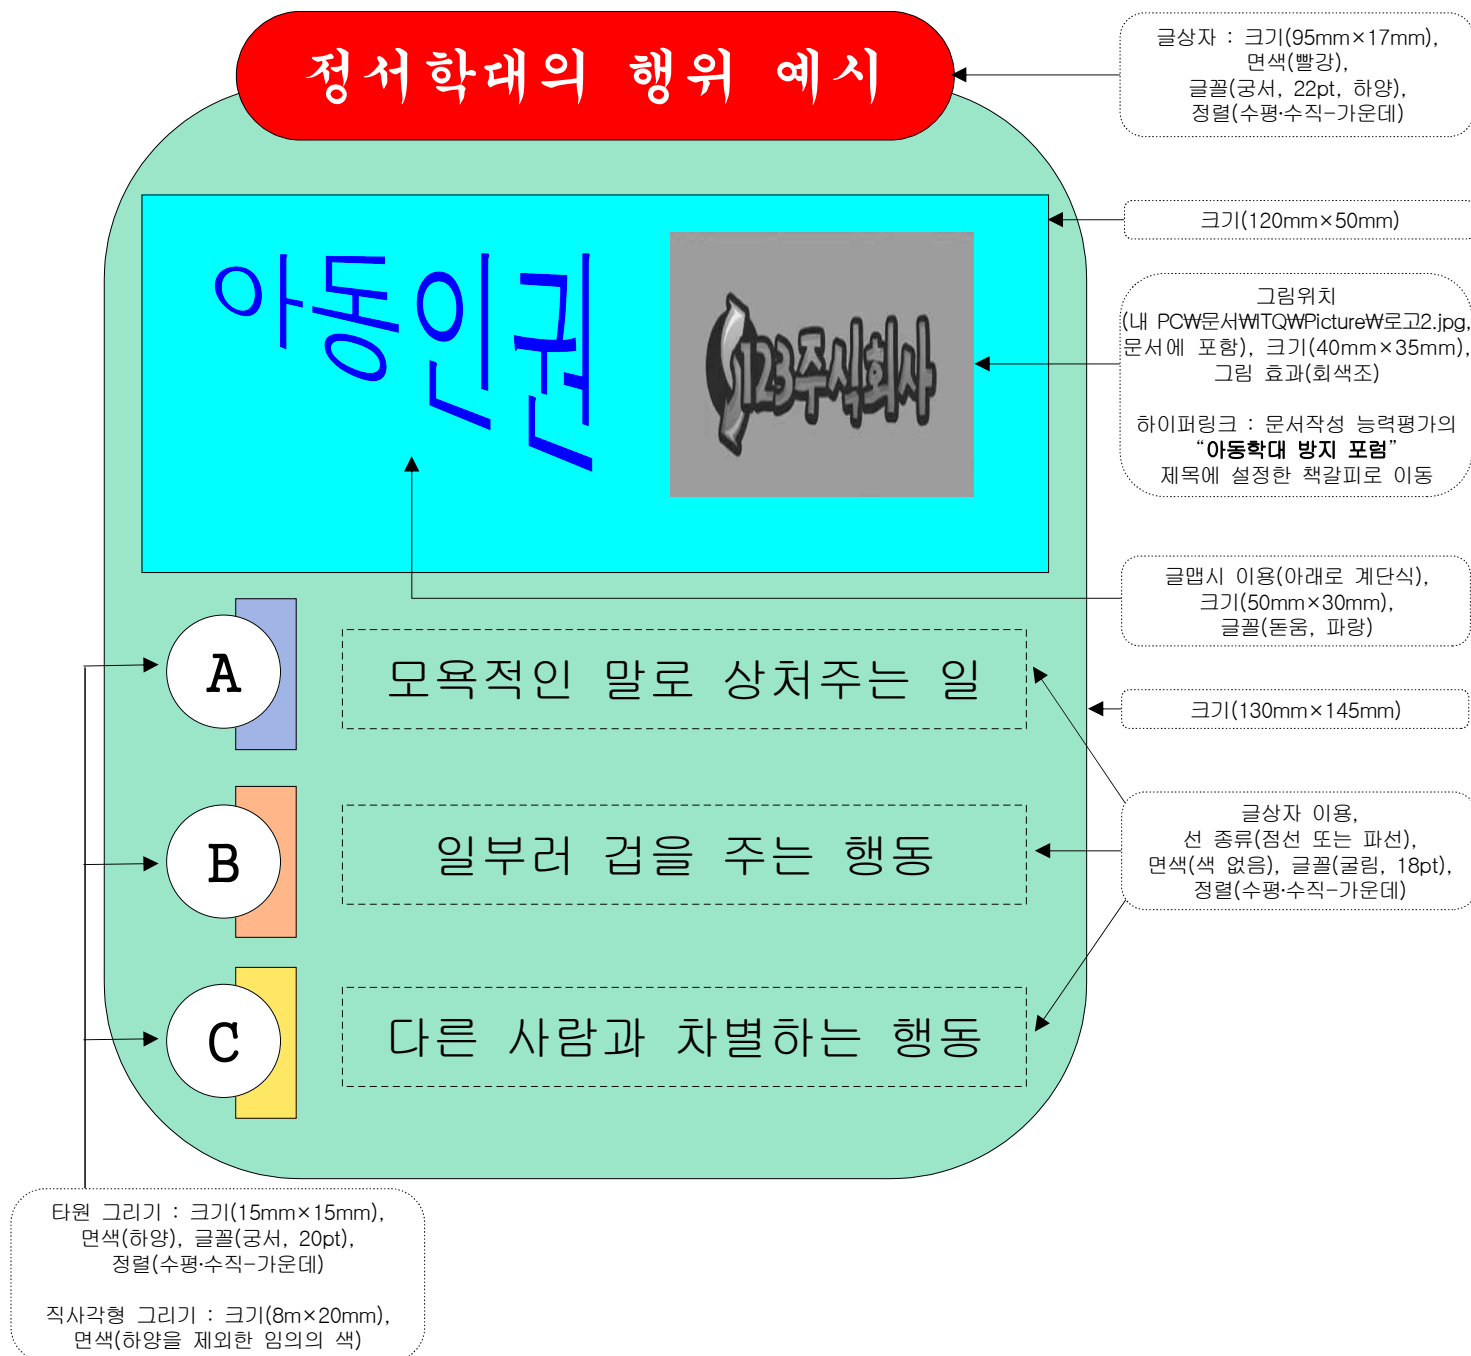 정서학대의 행위 예시
글상자 : 크기(95mm×17mm),
면색(빨강),
글꼴(궁서, 22pt, 하양),
정렬(수평·수직-가운데)
크기(120mm×50mm)
아동인권
123주식회사
그림위치
(내 PC₩문서₩ITQ₩Picture₩로고2.jpg,
문서에 포함), 크기(40mm×35mm),
그림 효과(회색조)
하이퍼링크 : 문서작성 능력평가의
“아동학대 방지 포럼”
제목에 설정한 책갈피로 이동
글맵시 이용(아래로 계단식),
크기(50mm×30mm),
글꼴(돋움, 파랑)
A
모욕적인 말로 상처주는 일
크기(130mm×145mm)
B
일부러 겁을 주는 행동
글상자 이용,
선 종류(점선 또는 파선),
면색(색 없음), 글꼴(굴림, 18pt),
정렬(수평·수직-가운데)
C
다른 사람과 차별하는 행동
타원 그리기 : 크기(15mm×15mm),
면색(하양), 글꼴(궁서, 20pt),
정렬(수평·수직-가운데)
직사각형 그리기 : 크기(8m×20mm),
면색(하양을 제외한 임의의 색)